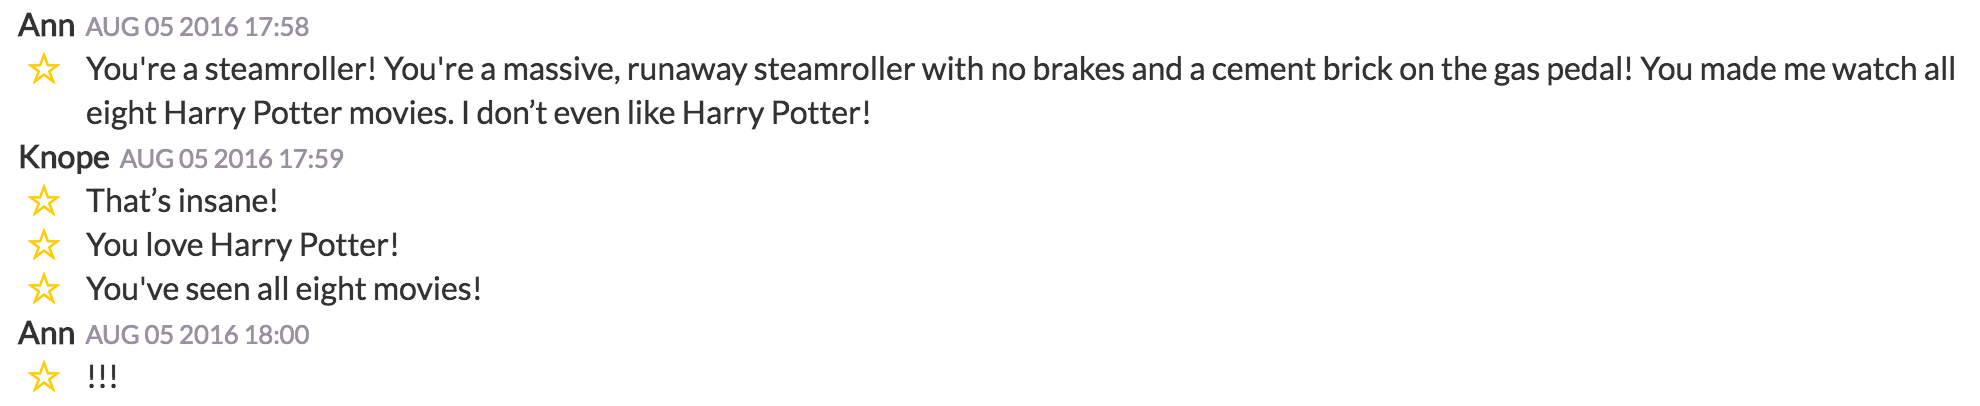 Ann AUG 05 2016 17:58
You're a steamroller! You're a massive, runaway steamroller with no brakes and a cement brick on the gas pedal! You made me watch all
eight Harry Potter movies. I don’t even like Harry Potter!
Knope AUG 05 2016 17:59
That’s insane!
You love Harry Potter!
You've seen all eight movies!
Ann AUG 05 2016 18:00
!!!